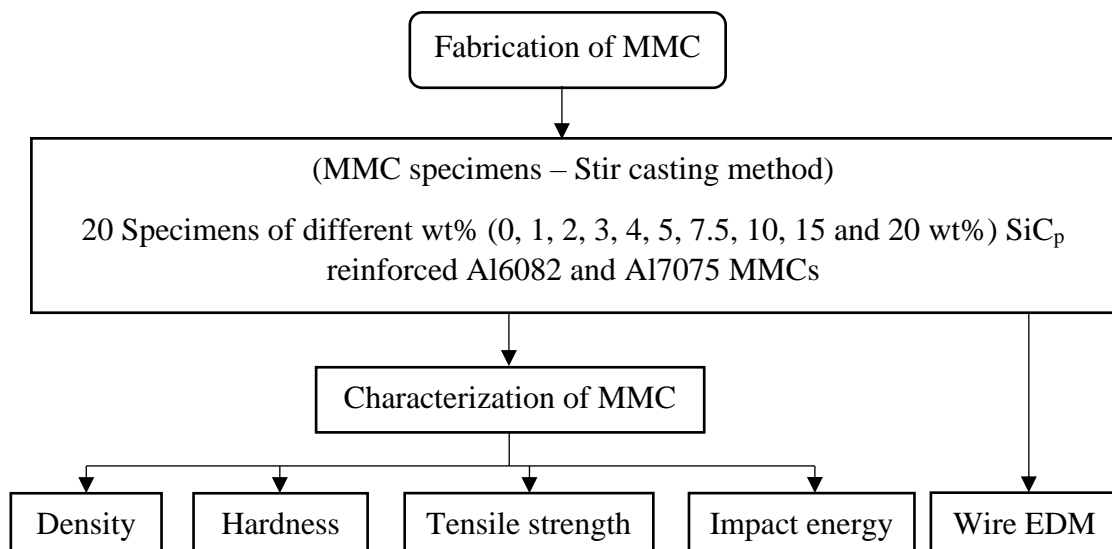 Fabrication of MMC
(MMC specimens – Stir casting method)
20 Specimens of different wt% (0, 1, 2, 3, 4, 5, 7.5, 10, 15 and 20 wt%) SiCₚ
reinforced Al6082 and Al7075 MMCs
Characterization of MMC
Density
Hardness
Tensile strength
Impact energy
Wire EDM